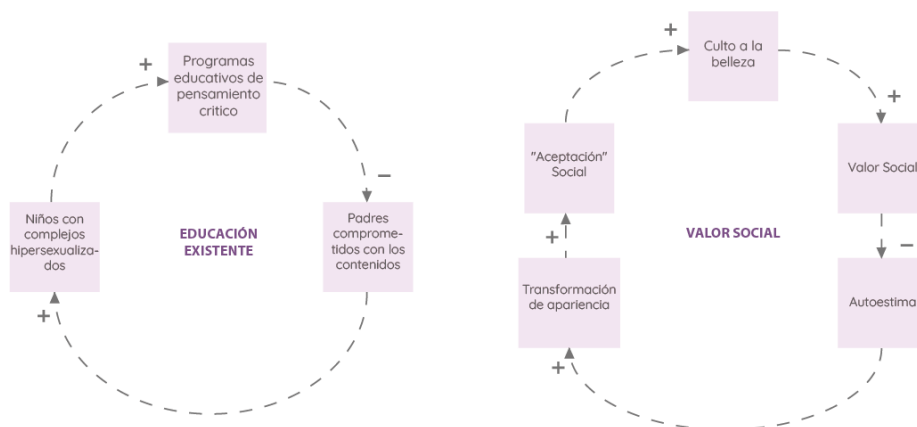 +
Programas
educativos de
pensamiento
critico
−
Padres
comprome-
tidos con los
contenidos
+
Niños con
complejos
hipersexualiza-
dos
EDUCACIÓN
EXISTENTE
+
Culto a la
belleza
+
Valor Social
−
Autoestima
+
Transformación
de apariencia
+
"Aceptación"
Social
VALOR SOCIAL